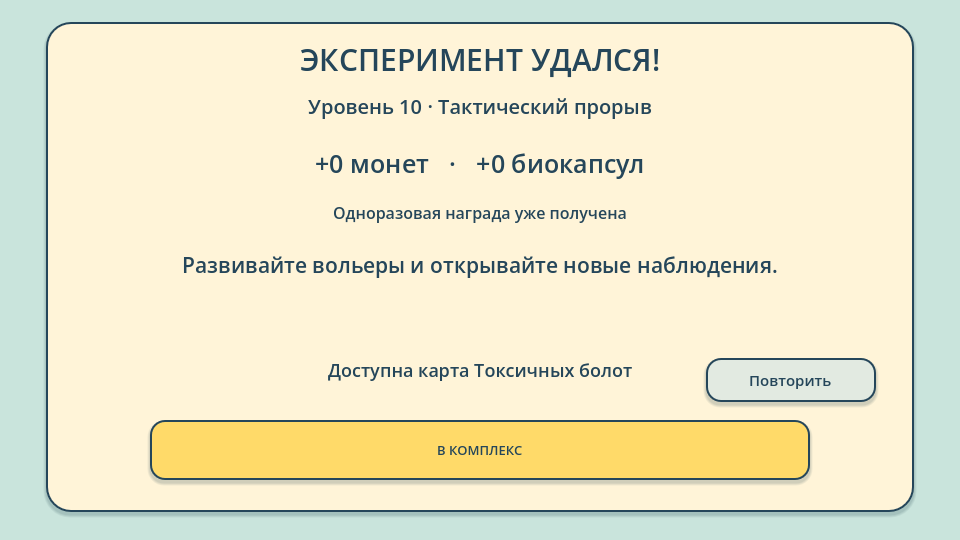 ЭКСПЕРИМЕНТ УДАЛСЯ!
Уровень 10 · Тактический прорыв
+0 монет · +0 биокапсул
Одноразовая награда уже получена
Развивайте вольеры и открывайте новые наблюдения.
Доступна карта Токсичных болот
Повторить
В КОМПЛЕКС